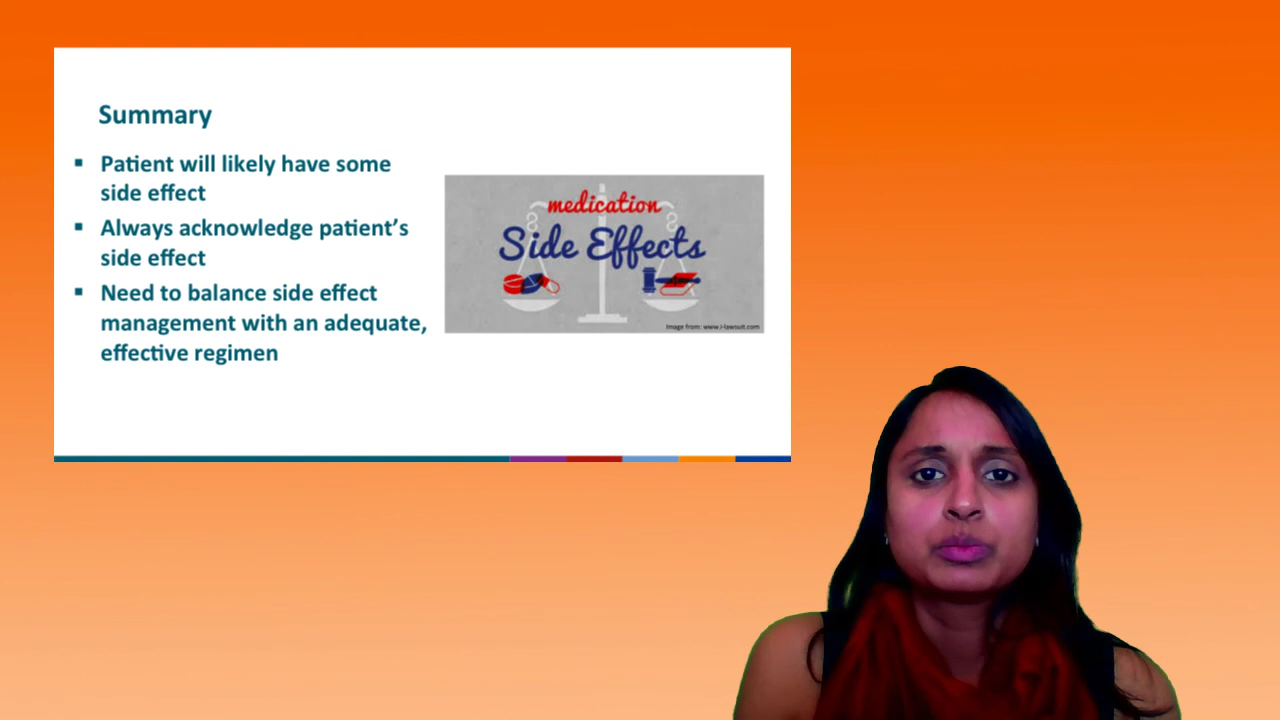 Summary
▪ Patient will likely have some
side effect
▪ Always acknowledge patient's
side effect
▪ Need to balance side effect
management with an adequate,
effective regimen
medication
Side Effects
Image from: www.i-lawsuit.com